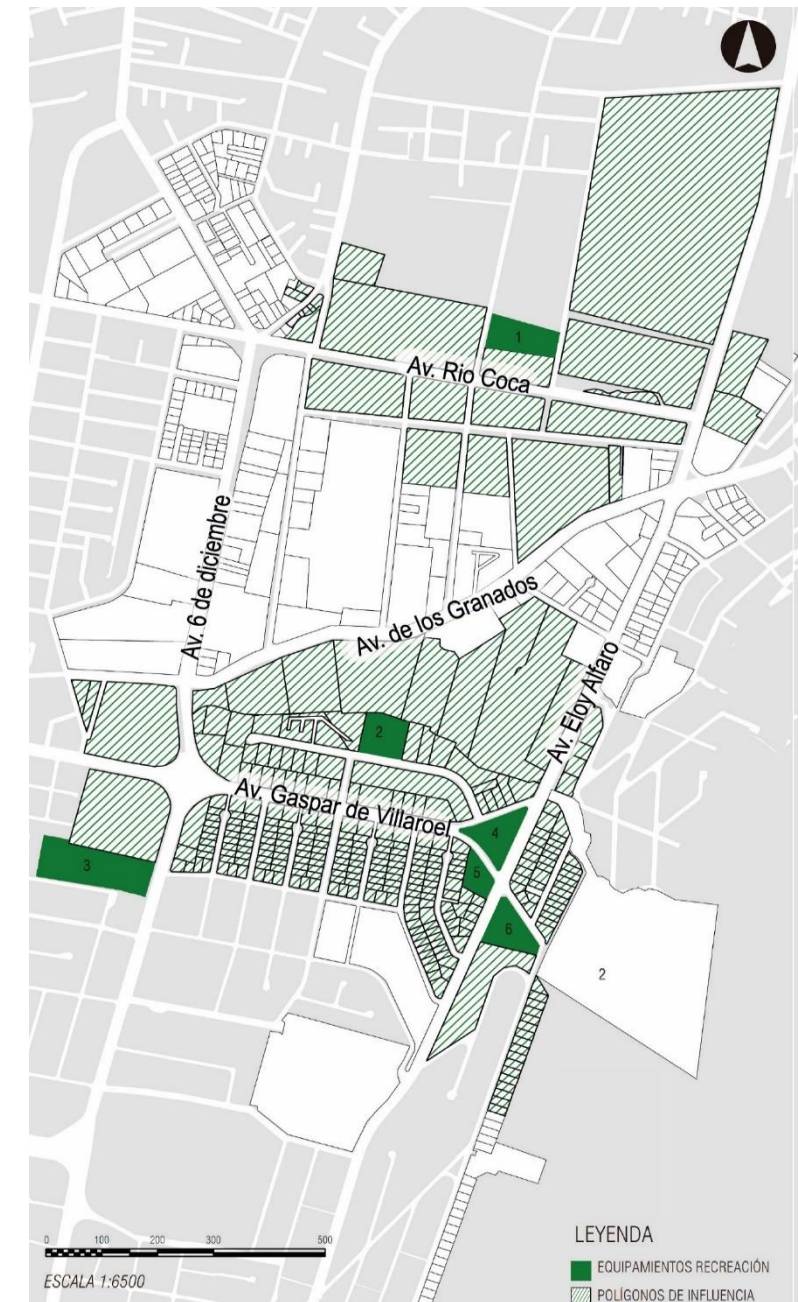 1
Av. Rio Coca
Av. 6 de diciembre
Av. de los Granados
Av. Eloy Alfaro
2
Av. Gaspar de Villaroel
4
3
5
6
2
0 100 200 300 500
ESCALA 1:6500
LEYENDA
EQUIPAMIENTOS RECREACIÓN
POLÍGONOS DE INFLUENCIA